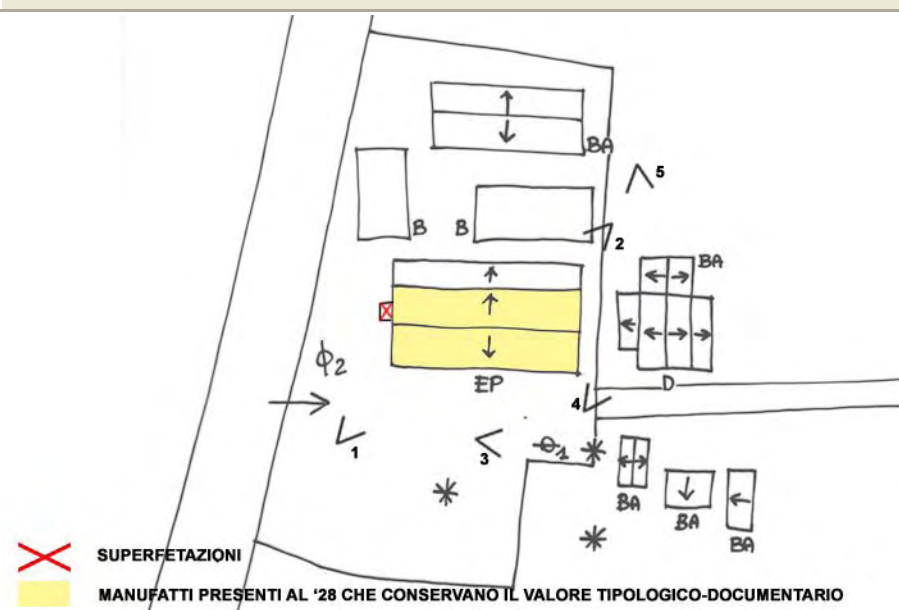 BA
5
B
B
2
BA
ϕ2
EP
D
4
1
3
ϕ1
BA
BA
BA
SUPERFETAZIONI
MANUFATTI PRESENTI AL ‘28 CHE CONSERVANO IL VALORE TIPOLOGICO-DOCUMENTARIO